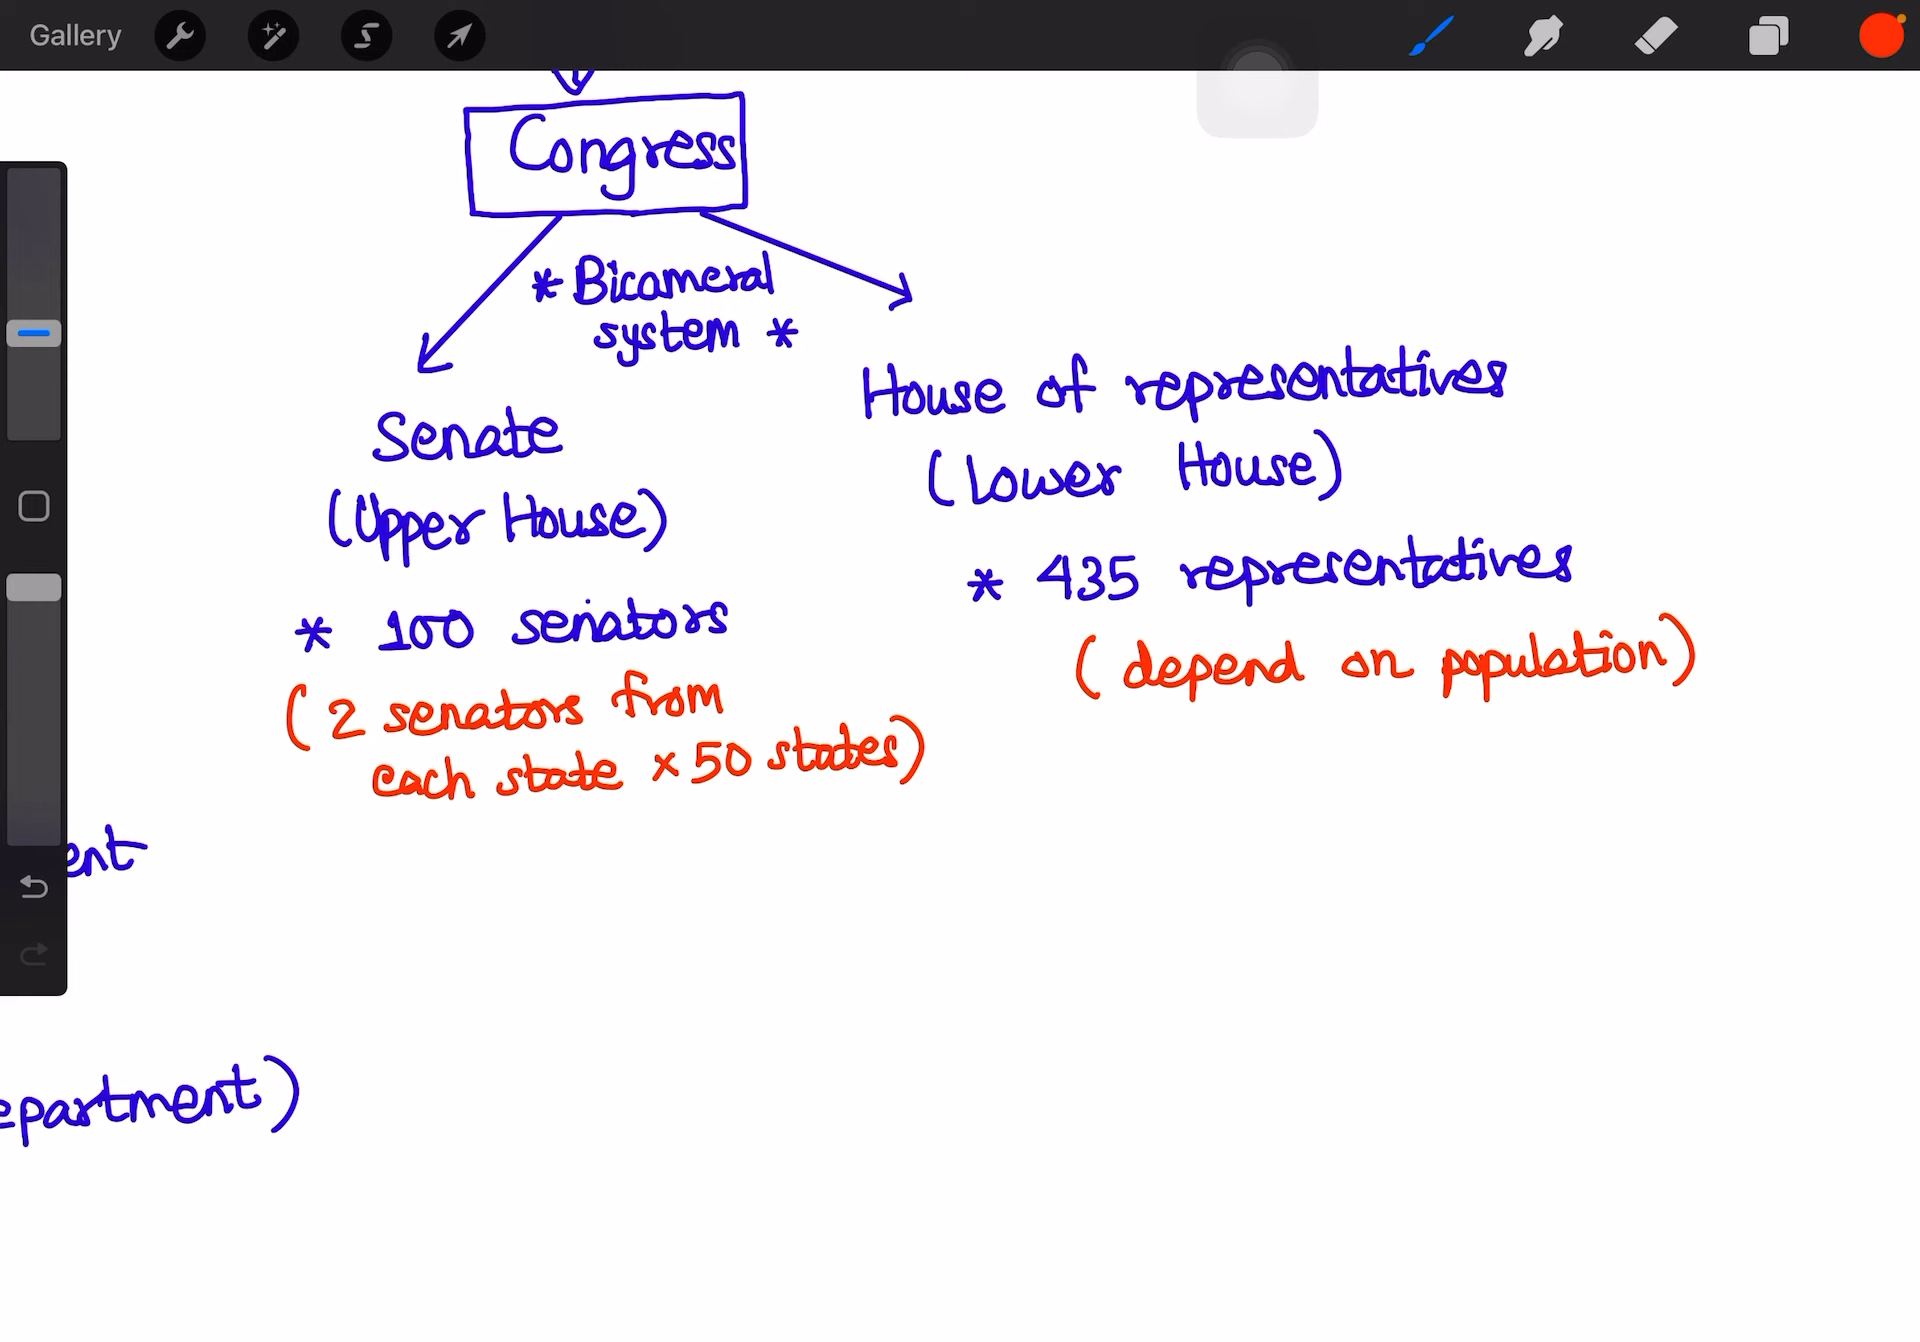 Gallery
Congress
* Bicameral
system *
Senate
(Upper House)
* 100 senators
(2 senators from
each state × 50 states)
House of representatives
(Lower House)
* 435 representatives
(depend on population)
ent
epartment)